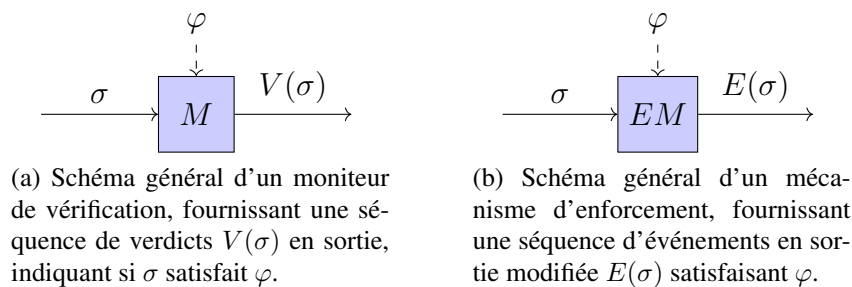 φ
σ
M
V(σ)
(a) Schéma général d'un moniteur
de vérification, fournissant une sé-
quence de verdicts V(σ) en sortie,
indiquant si σ satisfait φ.
φ
σ
EM
E(σ)
(b) Schéma général d'un méca-
nisme d'enforcement, fournissant
une séquence d'événements en sor-
tie modifiée E(σ) satisfaisant φ.